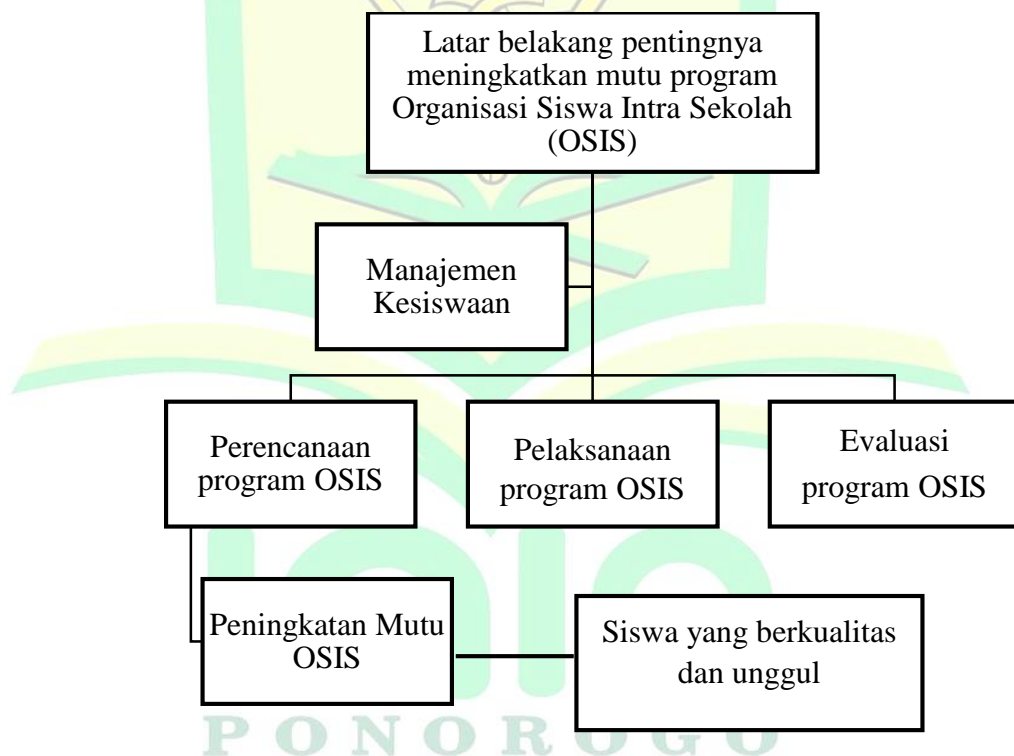 Latar belakang pentingnya
meningkatkan mutu program
Organisasi Siswa Intra Sekolah
(OSIS)
Manajemen
Kesiswaan
Perencanaan
program OSIS
Pelaksanaan
program OSIS
Evaluasi
program OSIS
Peningkatan Mutu
OSIS
Siswa yang berkualitas
dan unggul
PONOROGO